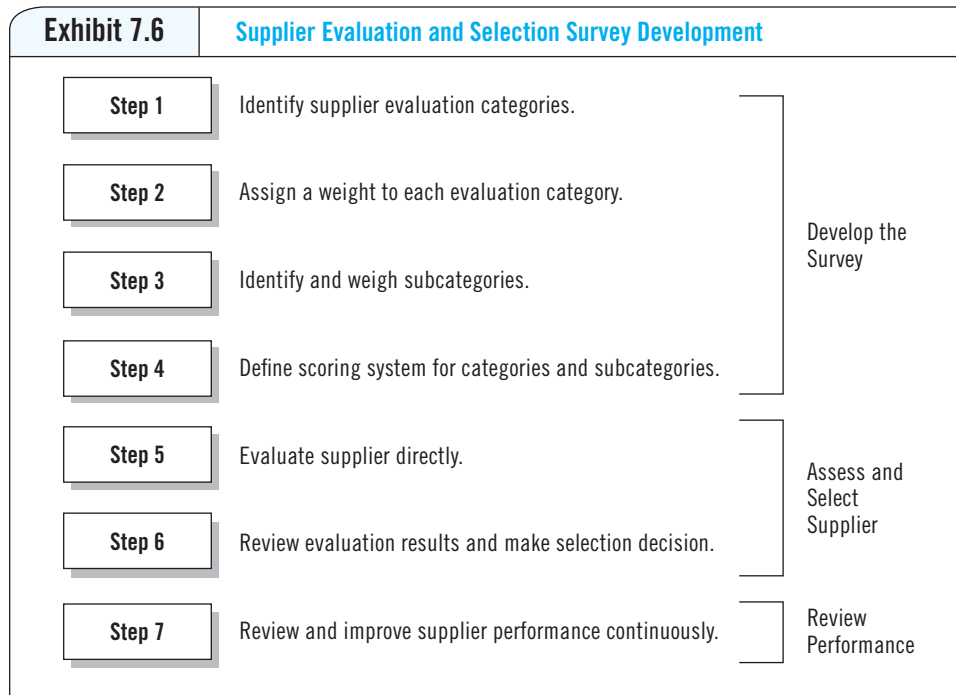 Exhibit 7.6 Supplier Evaluation and Selection Survey Development
Step 1 Identify supplier evaluation categories.
Step 2 Assign a weight to each evaluation category.
Step 3 Identify and weigh subcategories.
Step 4 Define scoring system for categories and subcategories.
Develop the
Survey
Step 5 Evaluate supplier directly.
Step 6 Review evaluation results and make selection decision.
Assess and
Select
Supplier
Step 7 Review and improve supplier performance continuously.
Review
Performance